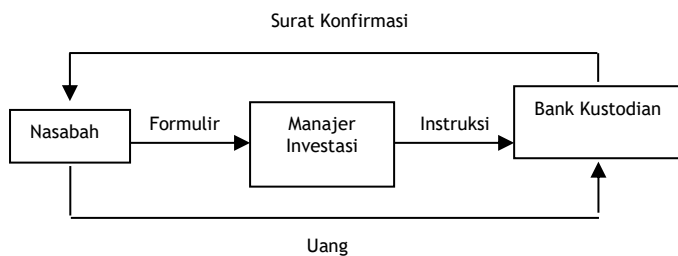 Surat Konfirmasi
Nasabah
Formulir
Manajer
Investasi
Instruksi
Bank Kustodian
Uang